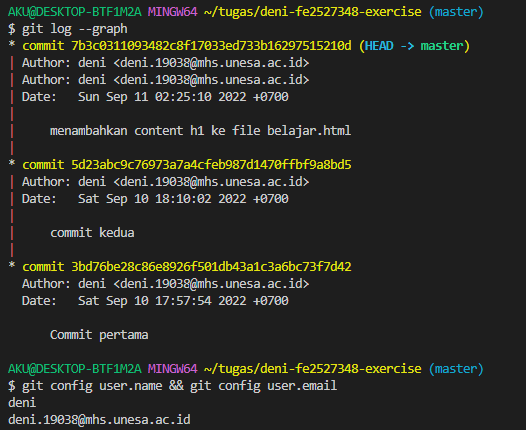 AKU@DESKTOP-BTF1M2A MINGW64 ~/tugas/deni-fe2527348-exercise (master)
$ git log --graph
* commit 7b3c0311093482c8f17033ed733b16297515210d (HEAD -> master)
| Author: deni <deni.19038@mhs.unesa.ac.id>
| Author: deni <deni.19038@mhs.unesa.ac.id>
| Date:   Sun Sep 11 02:25:10 2022 +0700
|
|     menambahkan content h1 ke file belajar.html
|
* commit 5d23abc9c76973a7a4cfeb987d1470ffbf9a8bd5
| Author: deni <deni.19038@mhs.unesa.ac.id>
| Date:   Sat Sep 10 18:10:02 2022 +0700
|
|     commit kedua
|
* commit 3bd76be28c86e8926f501db43a1c3a6bc73f7d42
  Author: deni <deni.19038@mhs.unesa.ac.id>
  Date:   Sat Sep 10 17:57:54 2022 +0700

      Commit pertama

AKU@DESKTOP-BTF1M2A MINGW64 ~/tugas/deni-fe2527348-exercise (master)
$ git config user.name && git config user.email
deni
deni.19038@mhs.unesa.ac.id